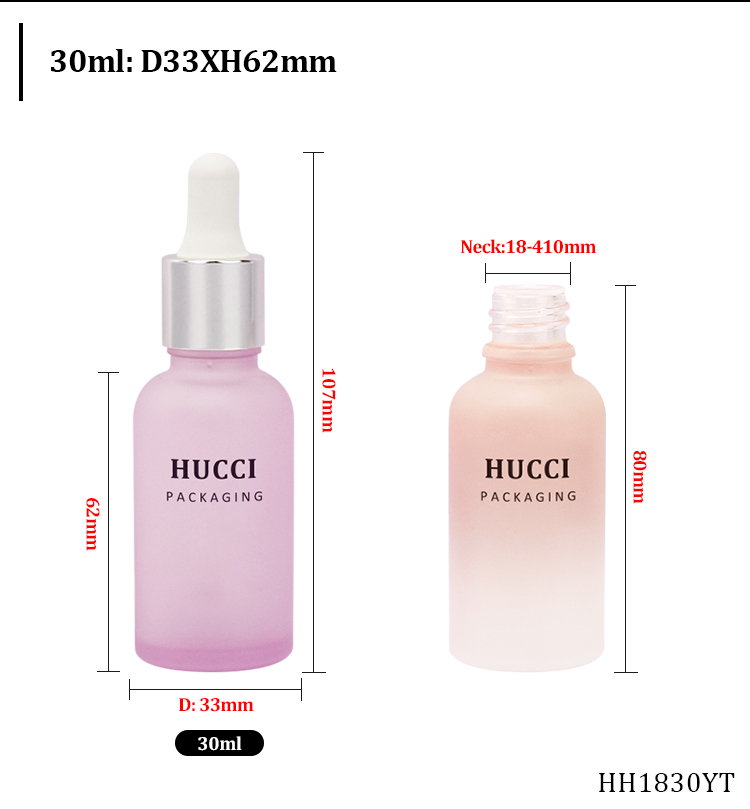 30ml: D33XH62mm
Neck:18-410mm
107mm
62mm
80mm
HUCCI
PACKAGING
HUCCI
PACKAGING
D: 33mm
30ml
HH1830YT